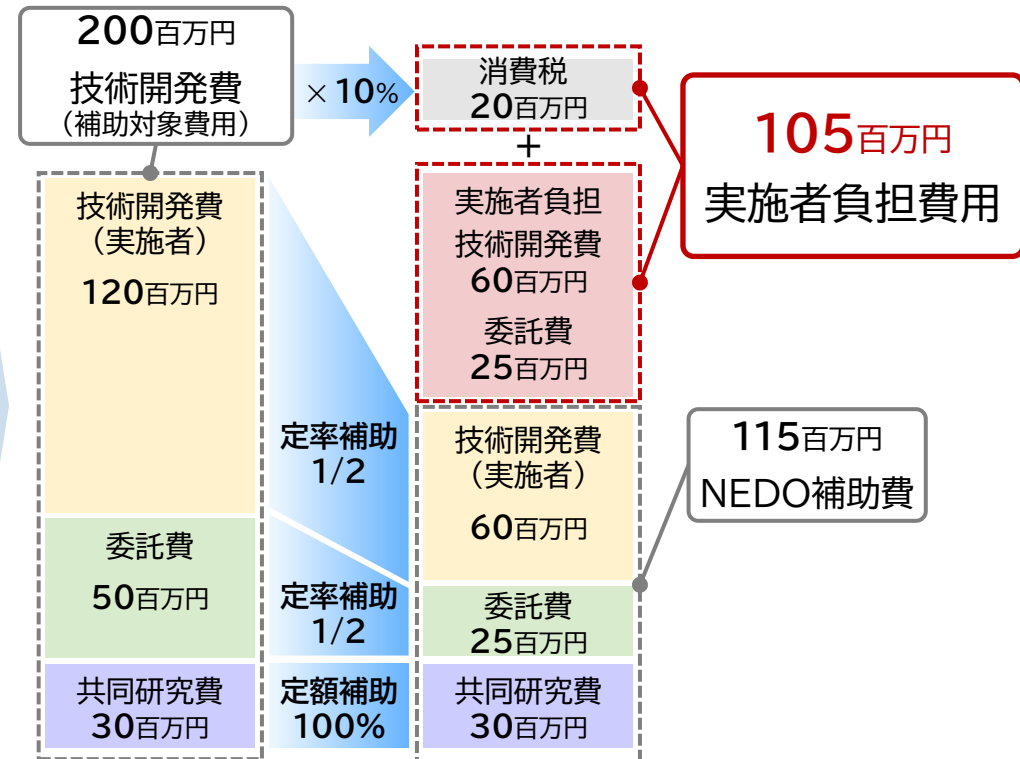 200百万円
技術開発費
（補助対象費用）
× 10%
消費税
20百万円
+
105百万円
実施者負担費用
技術開発費
（実施者）
120百万円
実施者負担
技術開発費
60百万円
委託費
25百万円
定率補助
1/2
技術開発費
（実施者）
60百万円
115百万円
NEDO補助費
委託費
50百万円
定率補助
1/2
委託費
25百万円
共同研究費
30百万円
定額補助
100%
共同研究費
30百万円